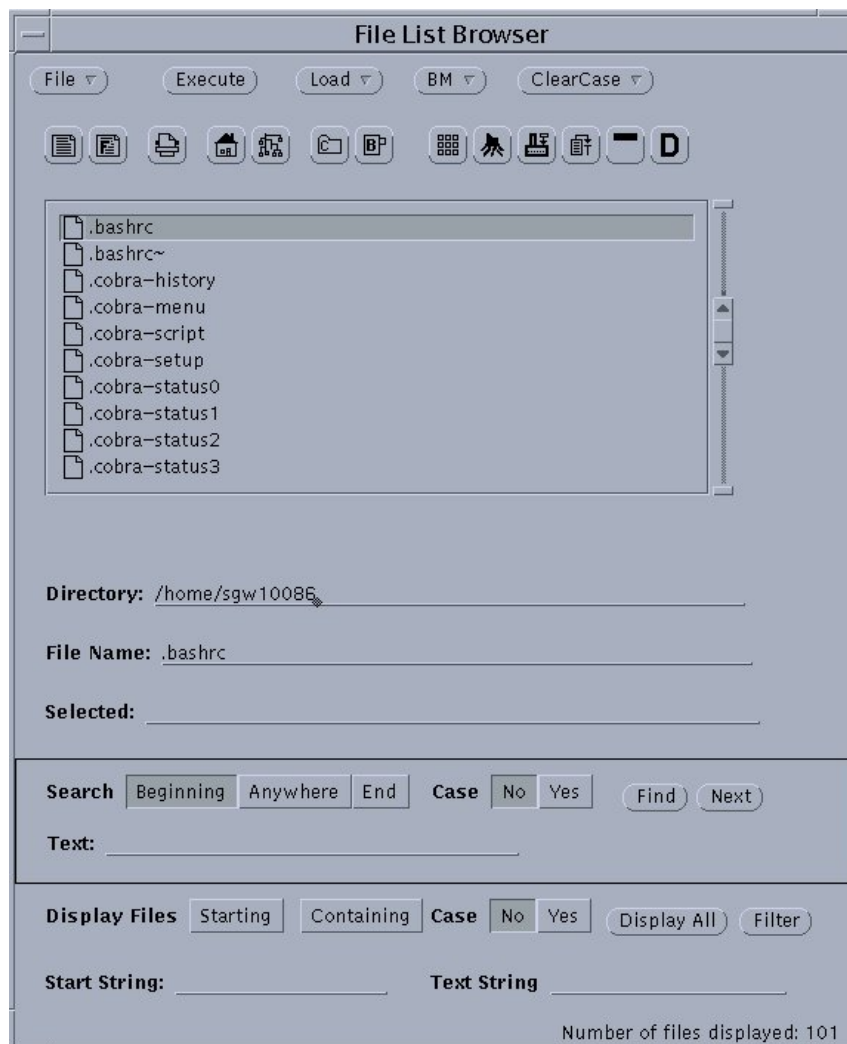 File List Browser
File Execute Load BM ClearCase
F C B D
.bashrc
.bashrc~
.cobra-history
.cobra-menu
.cobra-script
.cobra-setup
.cobra-status0
.cobra-status1
.cobra-status2
.cobra-status3
Directory: /home/sgw10086
File Name: .bashrc
Selected:
Search Beginning Anywhere End Case No Yes Find Next
Text:
Display Files Starting Containing Case No Yes Display All Filter
Start String: Text String
Number of files displayed: 101